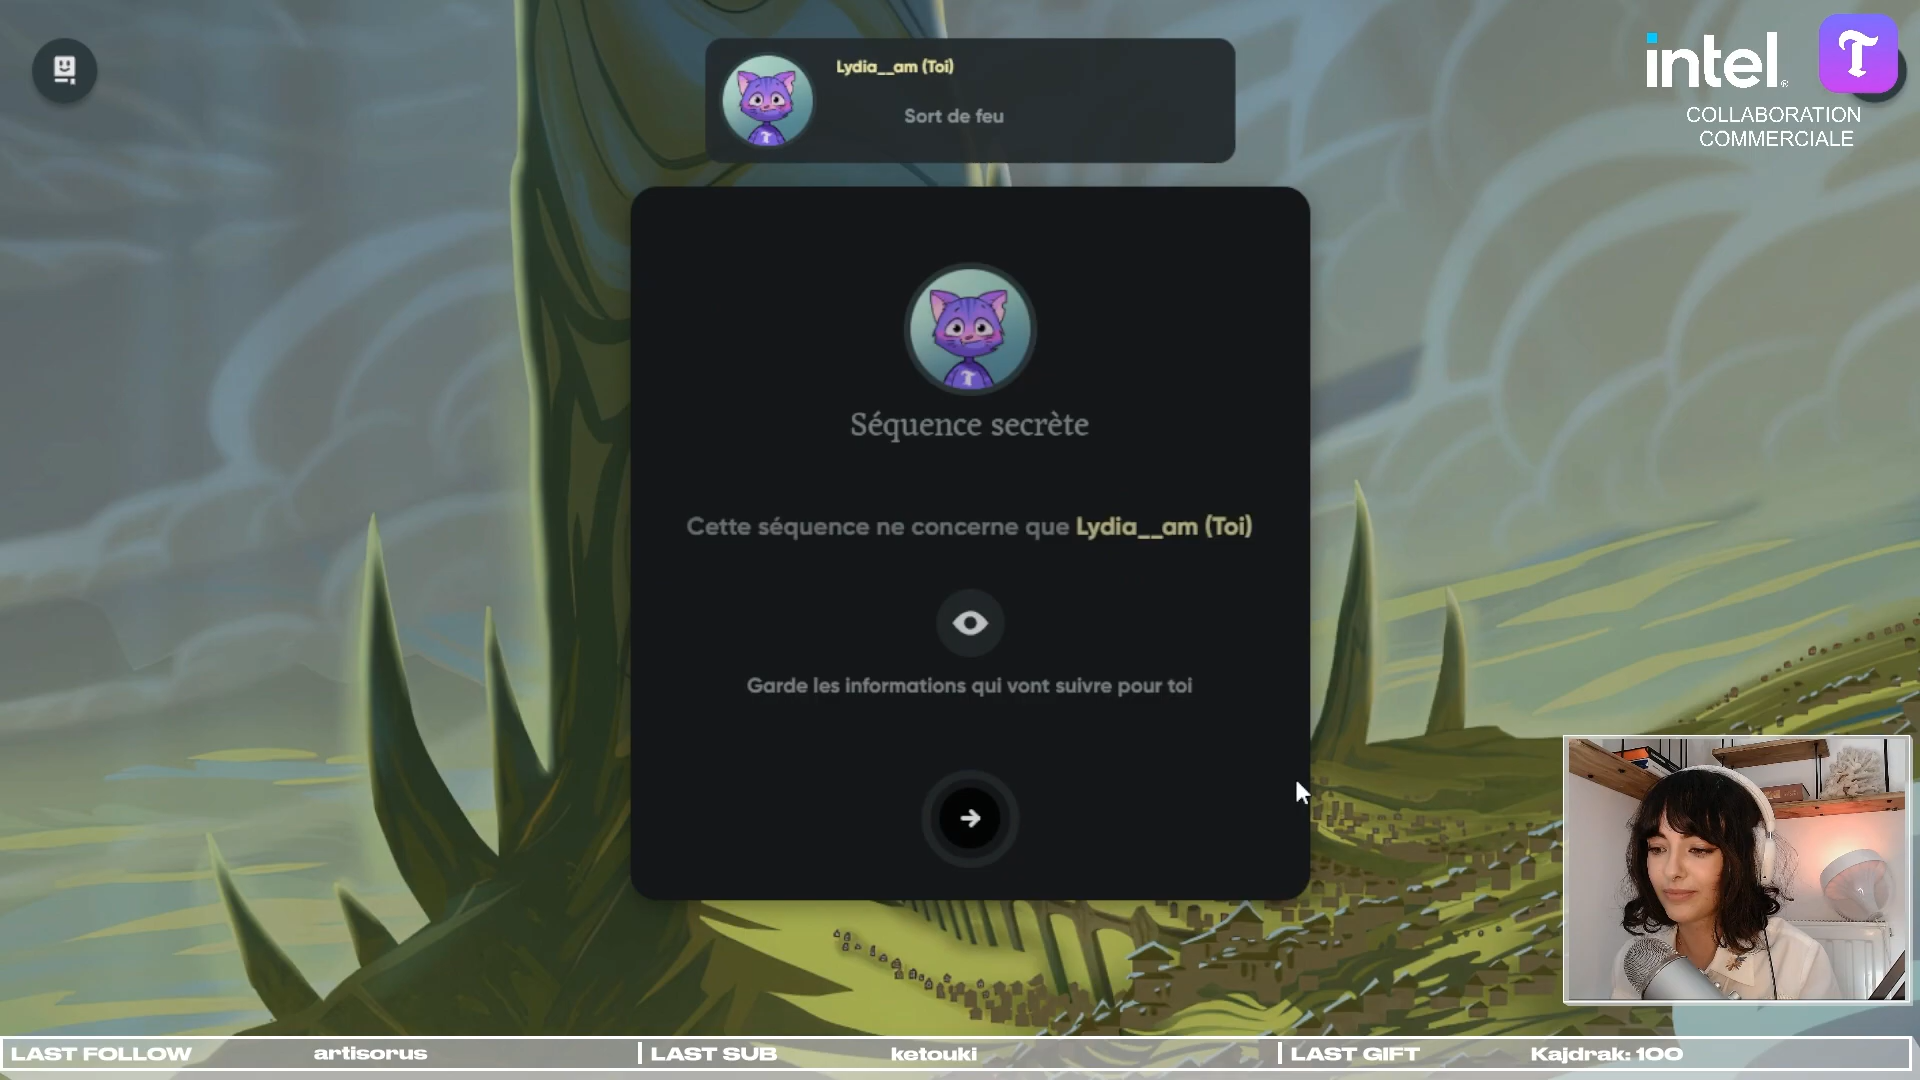 Lydia__am (Toi)
Sort de feu
intel
T
COLLABORATION
COMMERCIALE
T
Séquence secrète
Cette séquence ne concerne que Lydia__am (Toi)
Garde les informations qui vont suivre pour toi
LAST FOLLOW artisorus LAST SUB ketouki LAST GIFT Kajdrak: 100